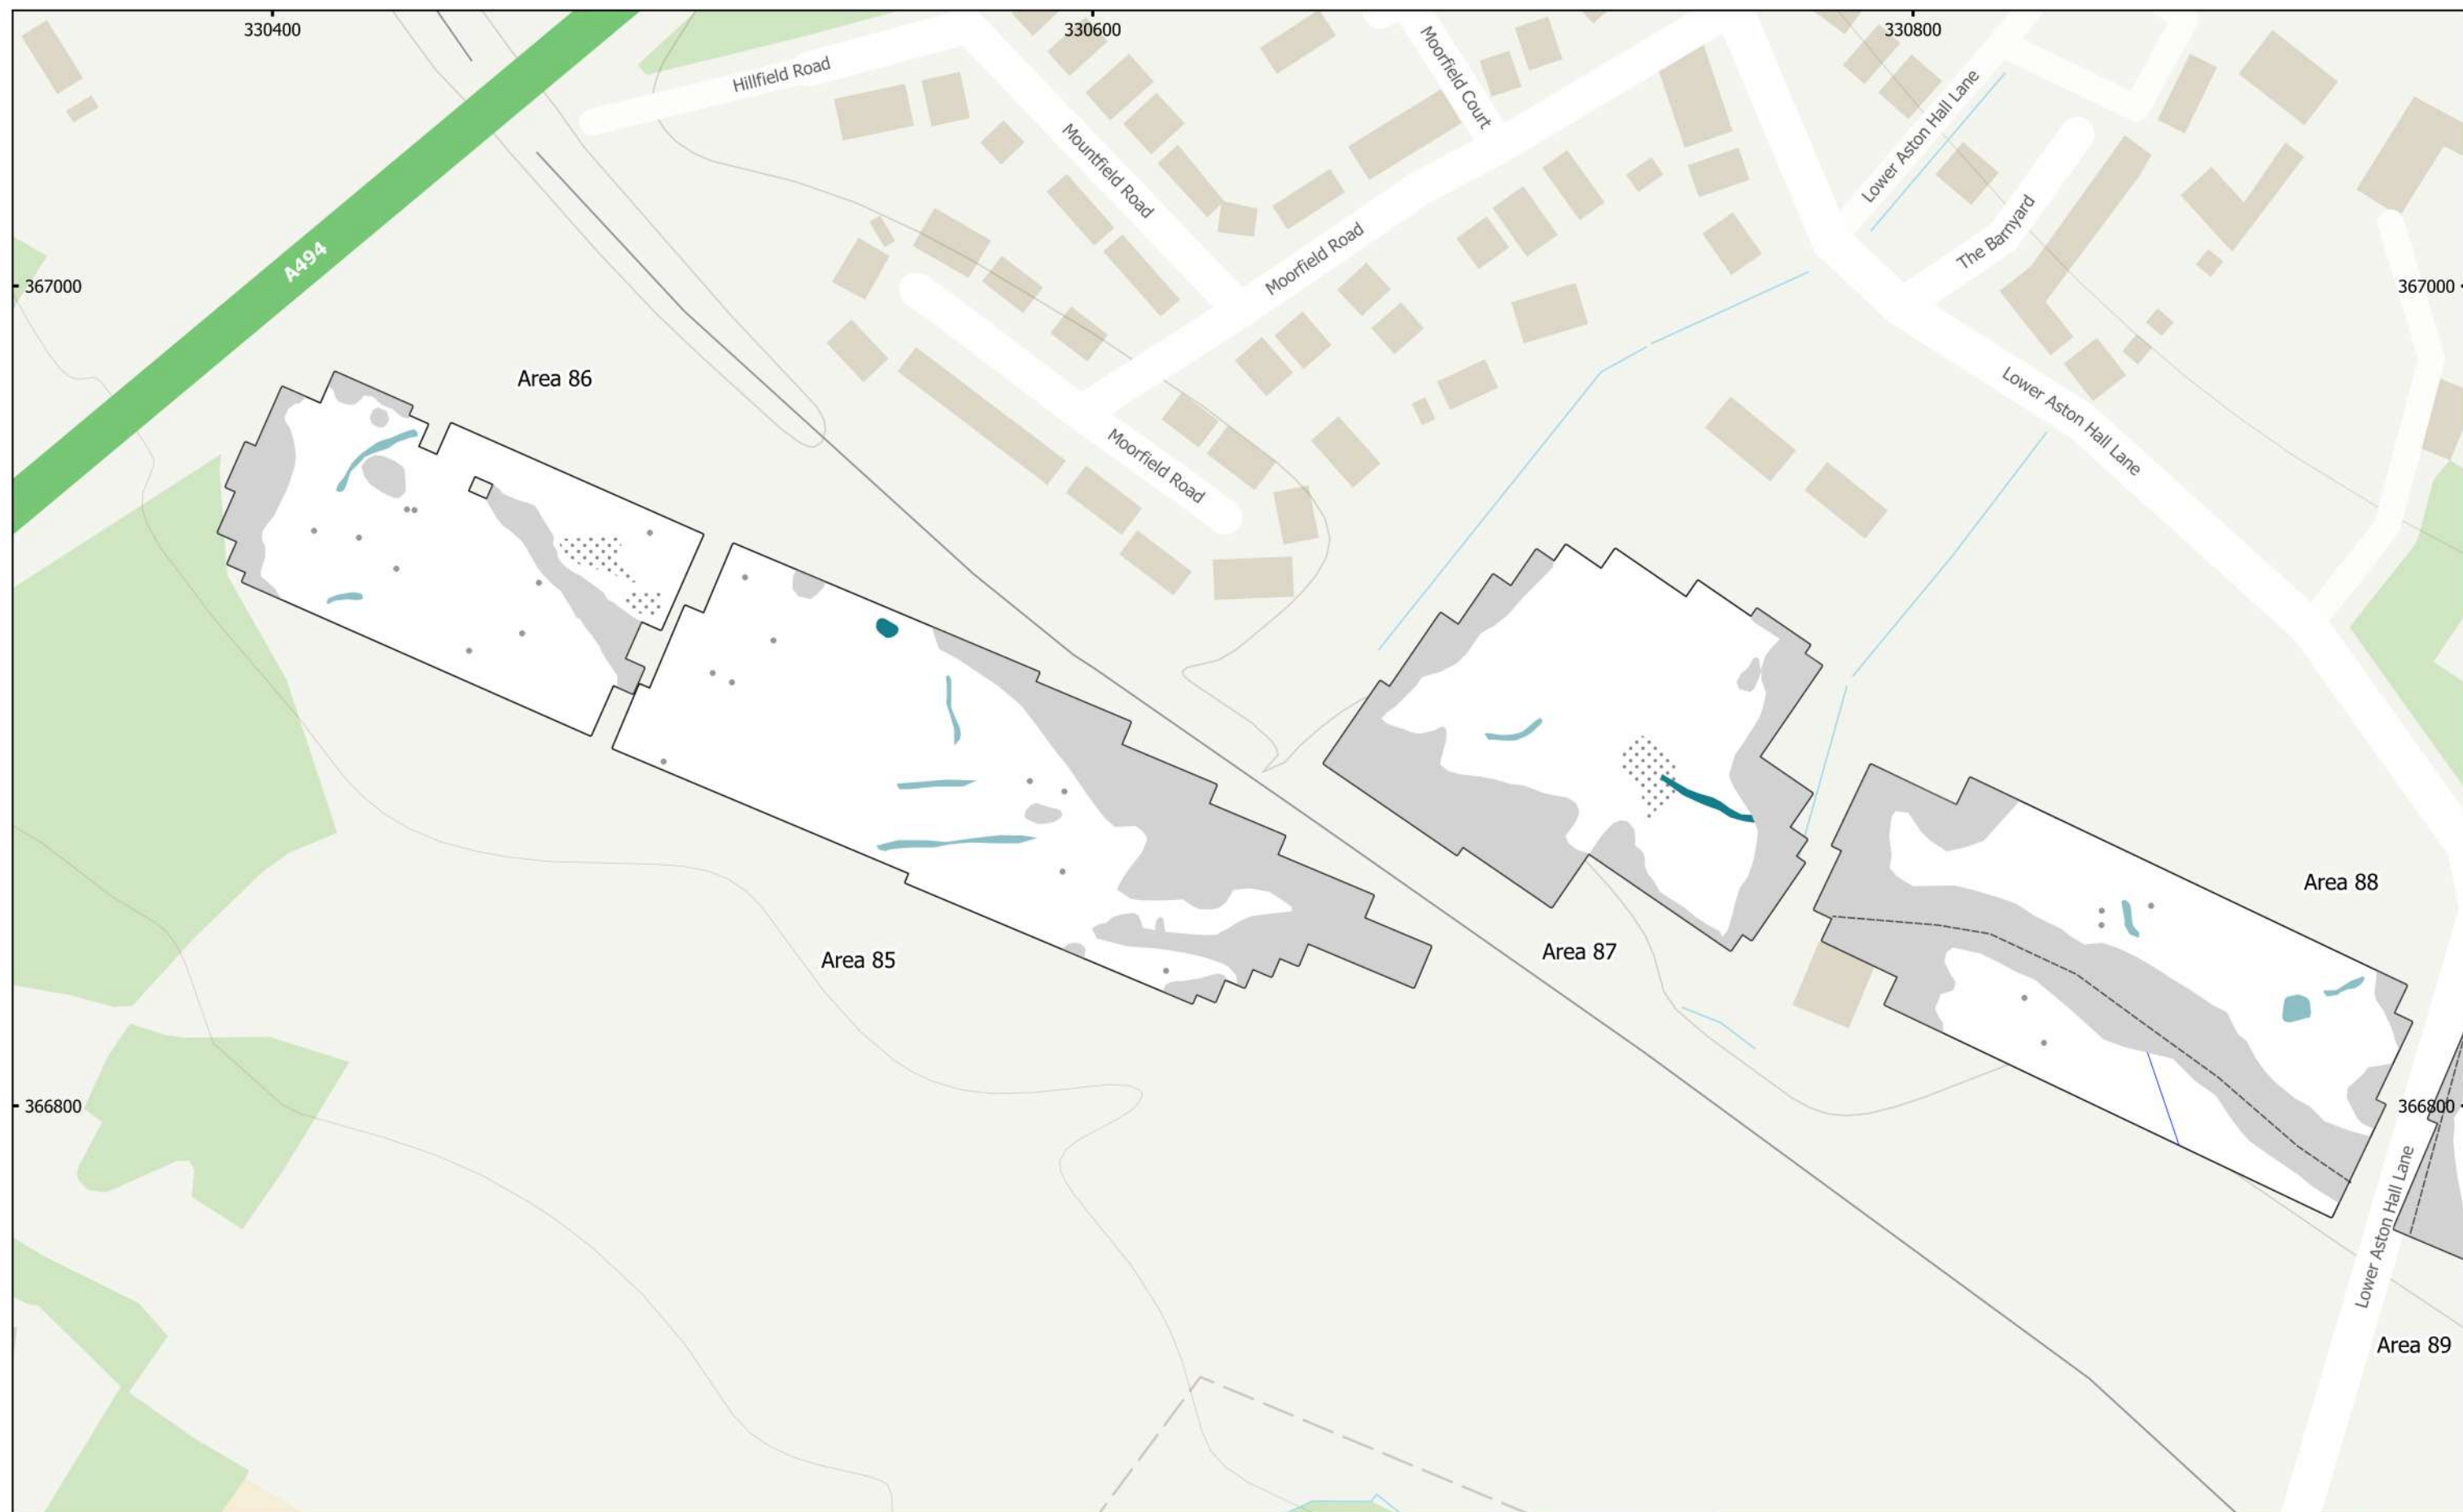 330400
330600
330800
Hillfield Road
Moorfield Court
Lower Aston Hall Lane
Mountfield Road
The Barnyard
A494
Moorfield Road
367000
367000
Area 86
Lower Aston Hall Lane
Moorfield Road
Area 88
Area 87
Area 85
366800
366800
Lower Aston Hall Lane
Area 89